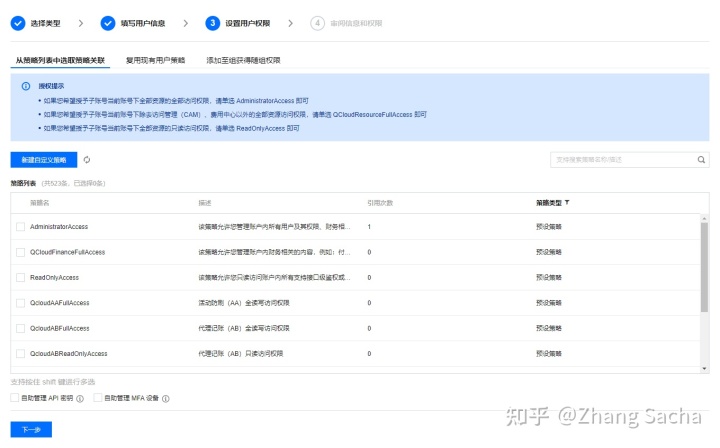 选择类型
填写用户信息
3 设置用户权限
4 审阅信息和权限
从策略列表中选取策略关联 复用现有用户策略 添加至组获得随组权限
授权提示
• 如果您希望授予子账号当前账号下全部资源的全部访问权限，请单选 AdministratorAccess 即可
• 如果您希望授予子账号当前账号下除去访问管理（CAM）、费用中心以外的全部资源访问权限，请单选 QCloudResourceFullAccess 即可
• 如果您希望授予子账号当前账号下全部资源的只读访问权限，请单选 ReadOnlyAccess 即可
新建自定义策略 支持搜索策略名称/描述
策略列表（共523条，已选择0条）
策略名 描述 引用次数 策略类型
AdministratorAccess 该策略允许您管理账户内所有用户及其权限、财务相... 1 预设策略
QCloudFinanceFullAccess 该策略允许您管理账户内财务相关的内容，例如：付... 0 预设策略
ReadOnlyAccess 该策略允许您只读访问账户内所有支持接口级鉴权或... 0 预设策略
QcloudAAFullAccess 活动防刷（AA）全读写访问权限 0 预设策略
QcloudABFullAccess 代理记账（AB）全读写访问权限 0 预设策略
QcloudABReadOnlyAccess 代理记账（AB）只读访问权限 0 预设策略
支持按住 shift 键进行多选
自助管理 API 密钥 自助管理 MFA 设备
下一步
知乎 @Zhang Sacha